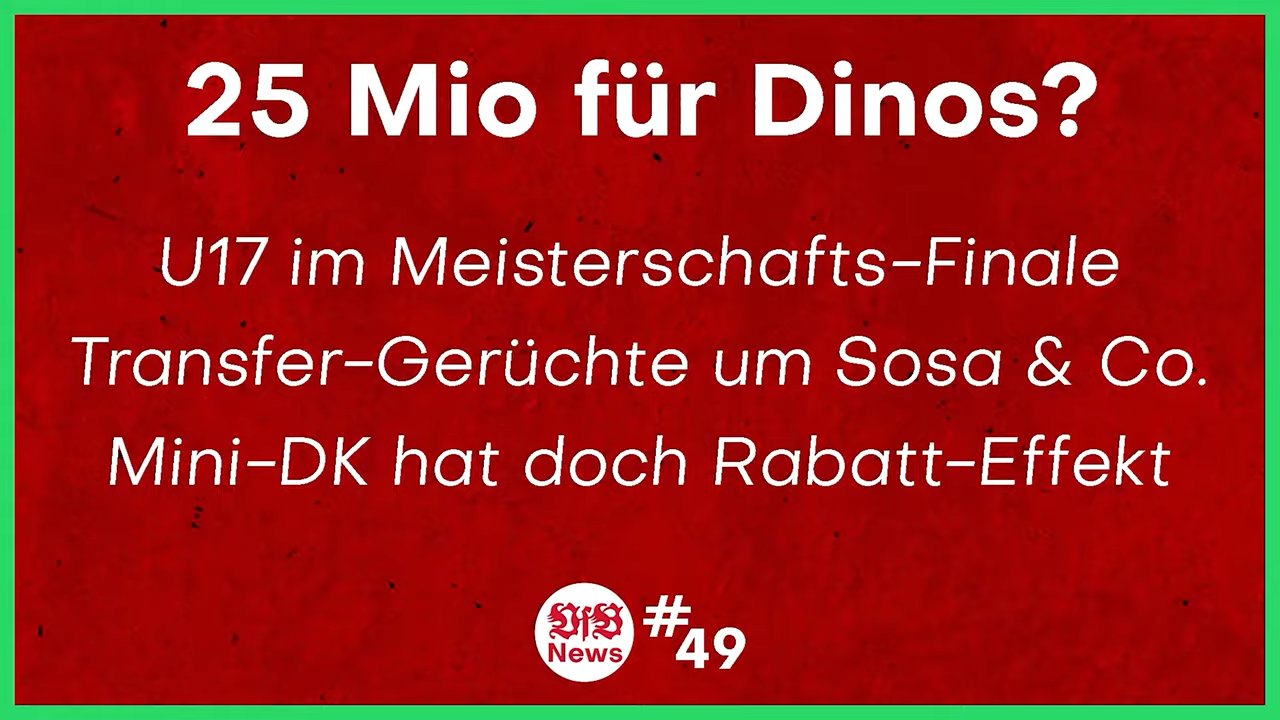 25 Mio für Dinos?
U17 im Meisterschafts-Finale
Transfer-Gerüchte um Sosa & Co.
Mini-DK hat doch Rabatt-Effekt
VfB
News
#49